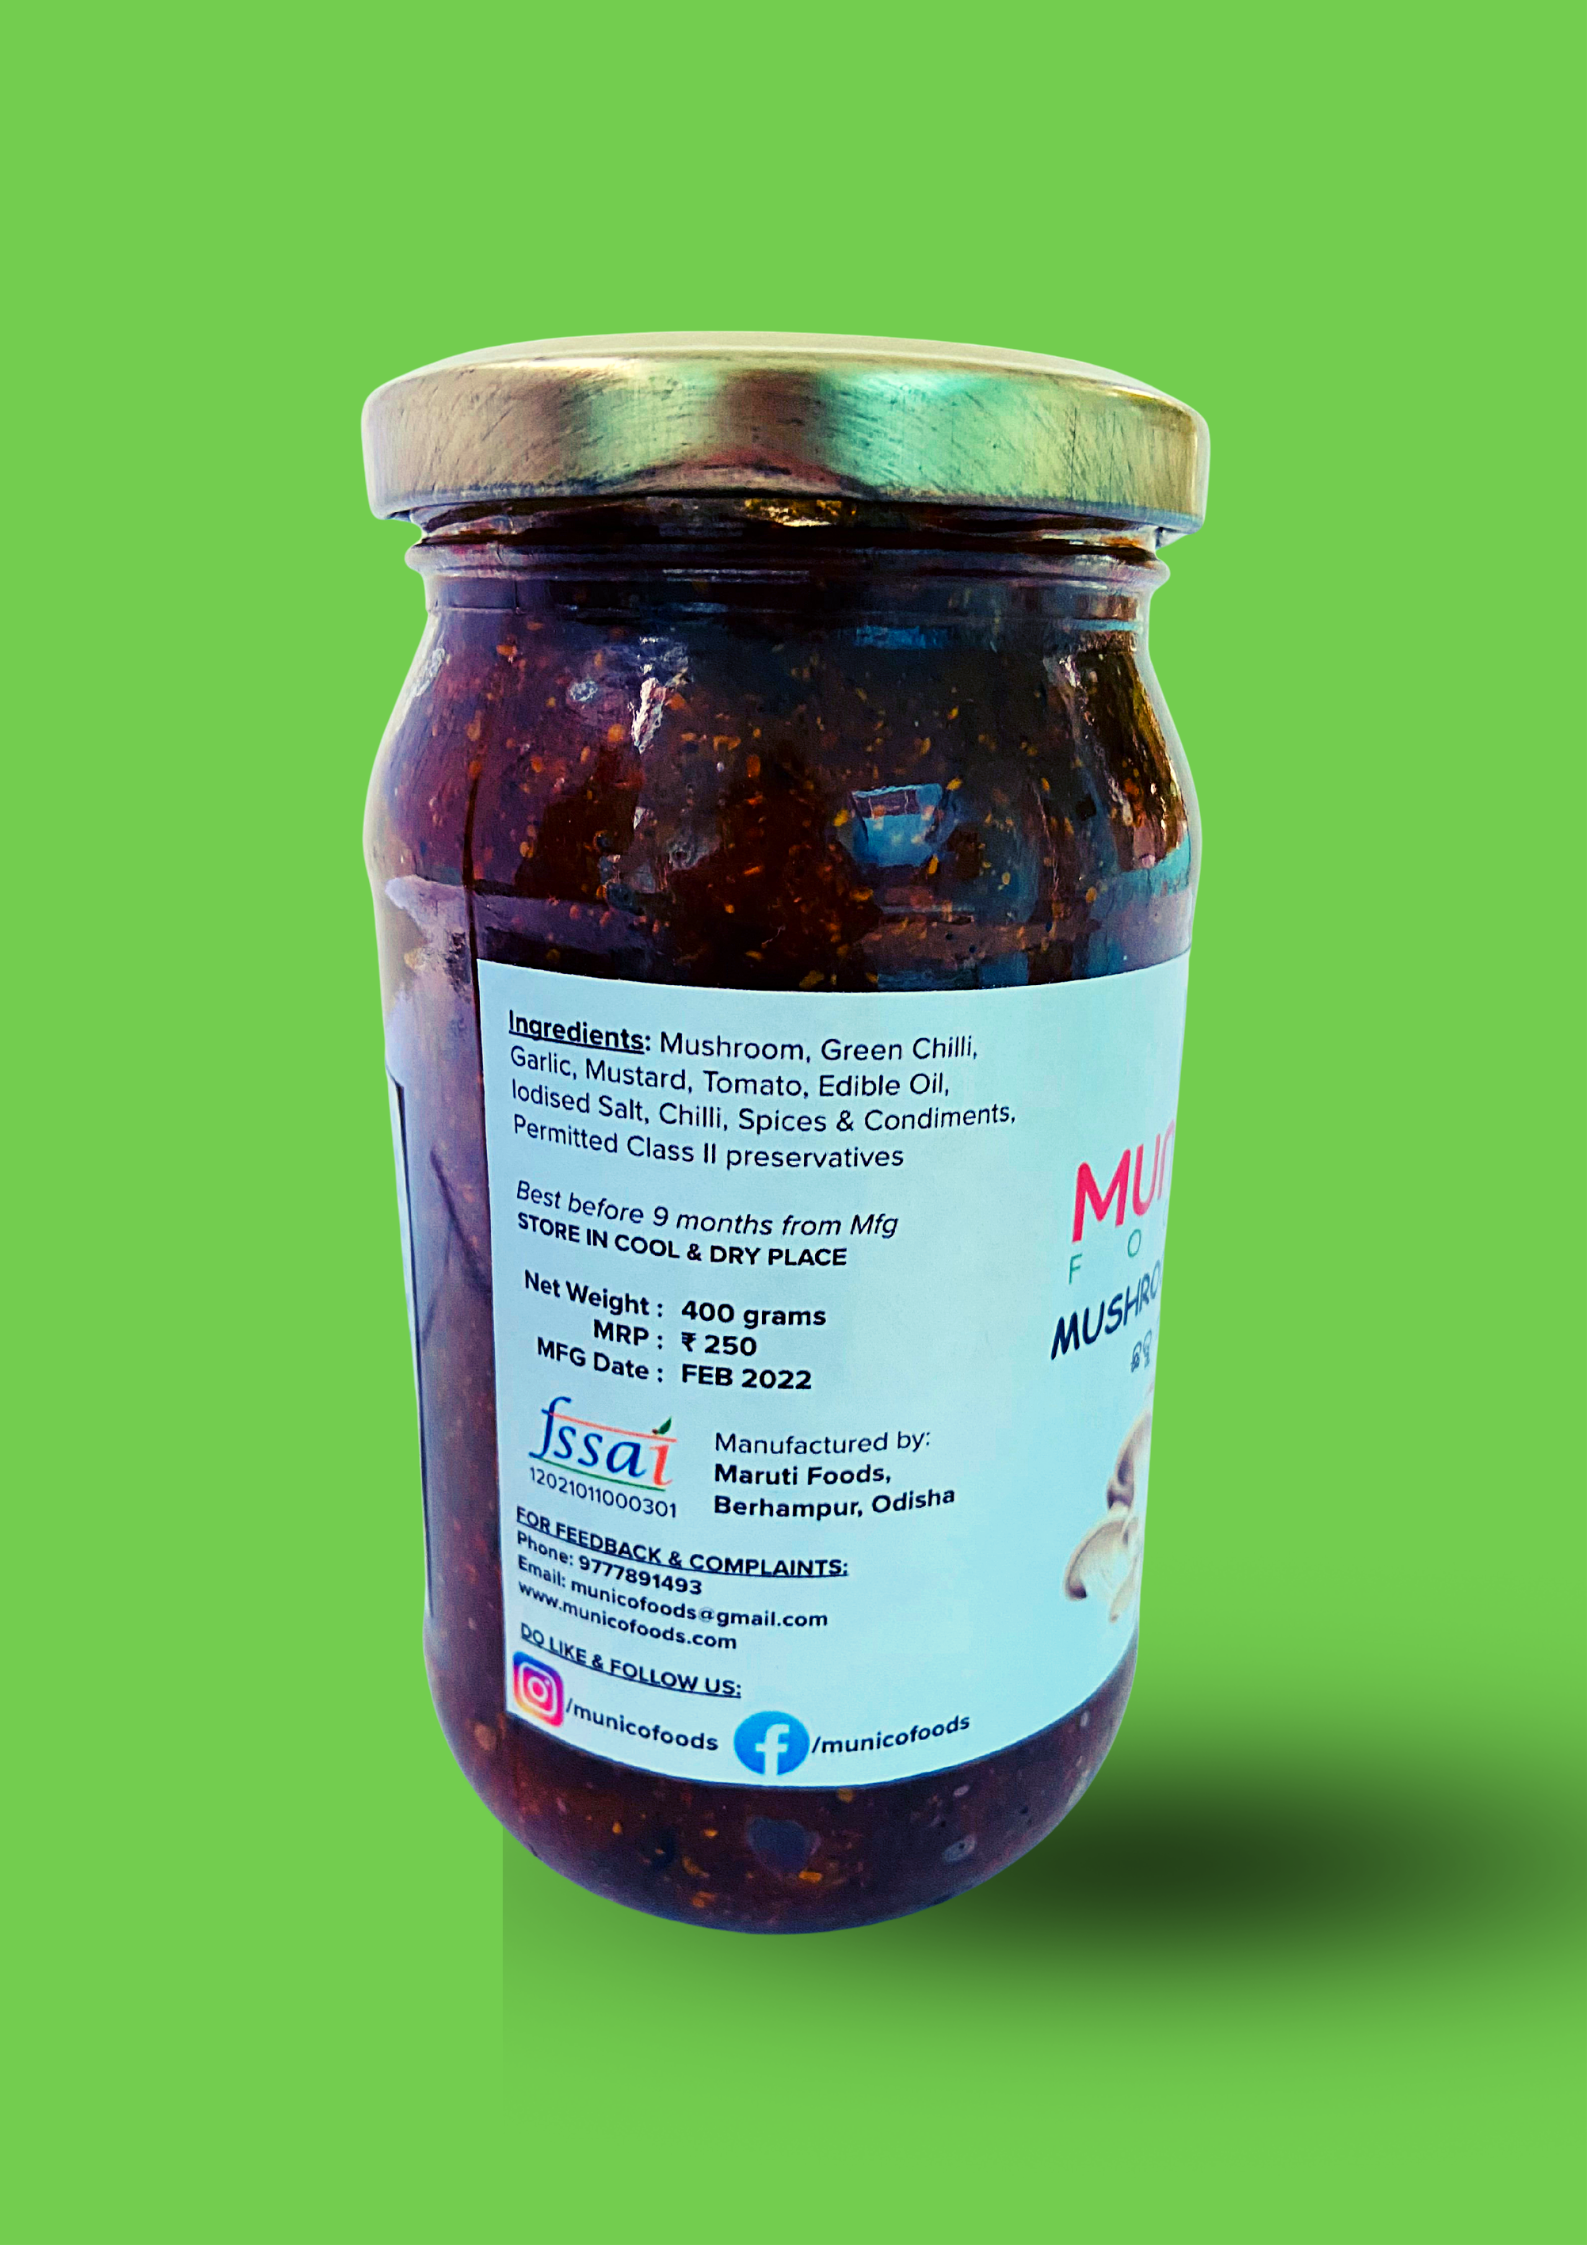 Ingredients: Mushroom, Green Chilli,
Garlic, Mustard, Tomato, Edible Oil,
Iodised Salt, Chilli, Spices & Condiments,
Permitted Class II preservatives
Best before 9 months from Mfg
STORE IN COOL & DRY PLACE
Net Weight : 400 grams
MRP : ₹ 250
MFG Date : FEB 2022
fssai
12021011000301
Manufactured by:
Maruti Foods,
Berhampur, Odisha
FOR FEEDBACK & COMPLAINTS:
Phone: 9777891493
Email: municofoods@gmail.com
www.municofoods.com
DO LIKE & FOLLOW US:
/municofoods /municofoods
MUN
F O
MUSHRO